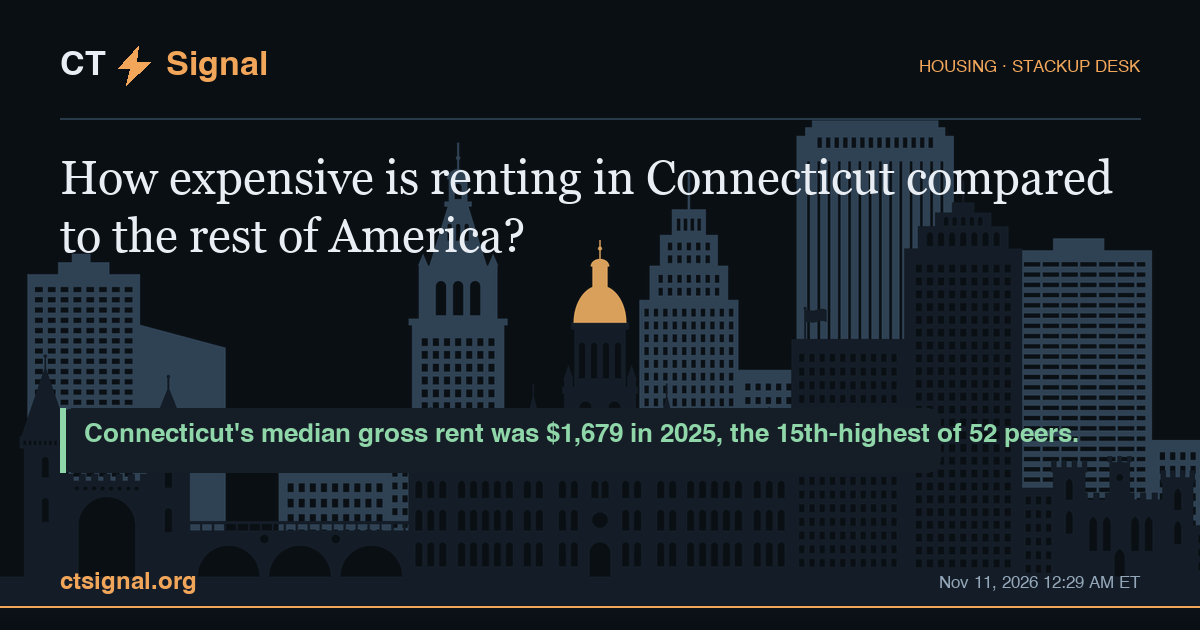 CT Signal
HOUSING · STACKUP DESK
How expensive is renting in Connecticut compared
to the rest of America?
Connecticut's median gross rent was $1,679 in 2025, the 15th-highest of 52 peers.
ctsignal.org
Nov 11, 2026 12:29 AM ET